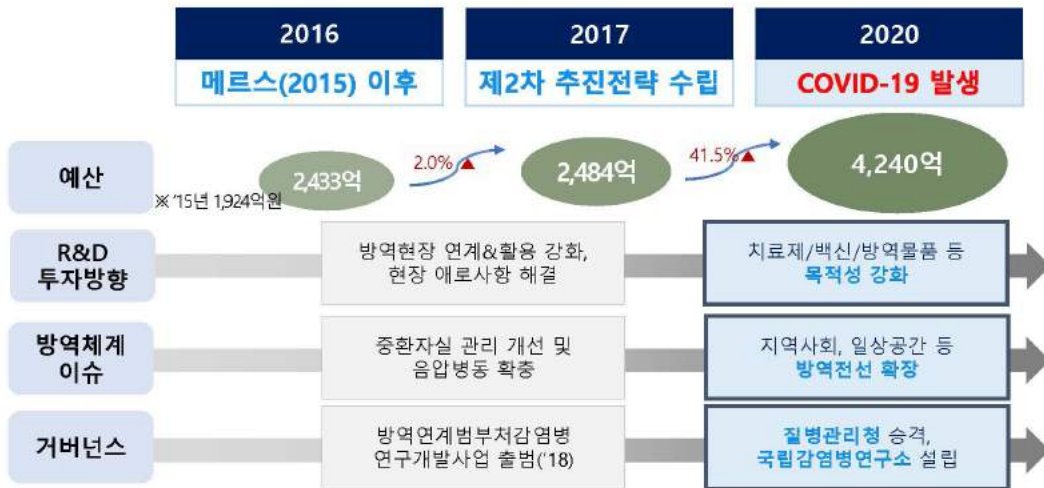 2016
2017
2020
메르스(2015) 이후
제2차 추진전략 수립
COVID-19 발생
예산
2,433억
2.0%▲
2,484억
41.5%▲
4,240억
※ '15년 1,924억원
R&D
투자방향
방역현장 연계&활용 강화,
현장 애로사항 해결
치료제/백신/방역물품 등
목적성 강화
방역체계
이슈
중환자실 관리 개선 및
음압병동 확충
지역사회, 일상공간 등
방역전선 확장
거버넌스
방역연계범부처감염병
연구개발사업 출범('18)
질병관리청 승격,
국립감염병연구소 설립